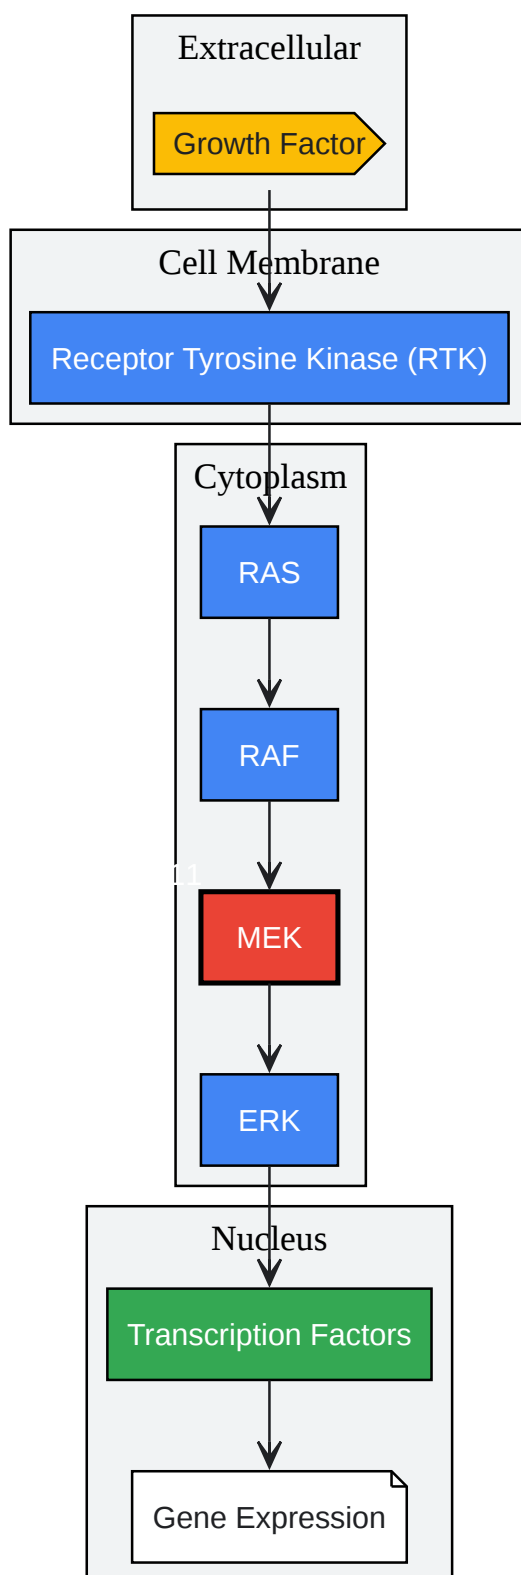 Extracellular
Growth Factor
Cell Membrane
Receptor Tyrosine Kinase (RTK)
Cytoplasm
RAS
RAF
11
MEK
ERK
Nucleus
Transcription Factors
Gene Expression